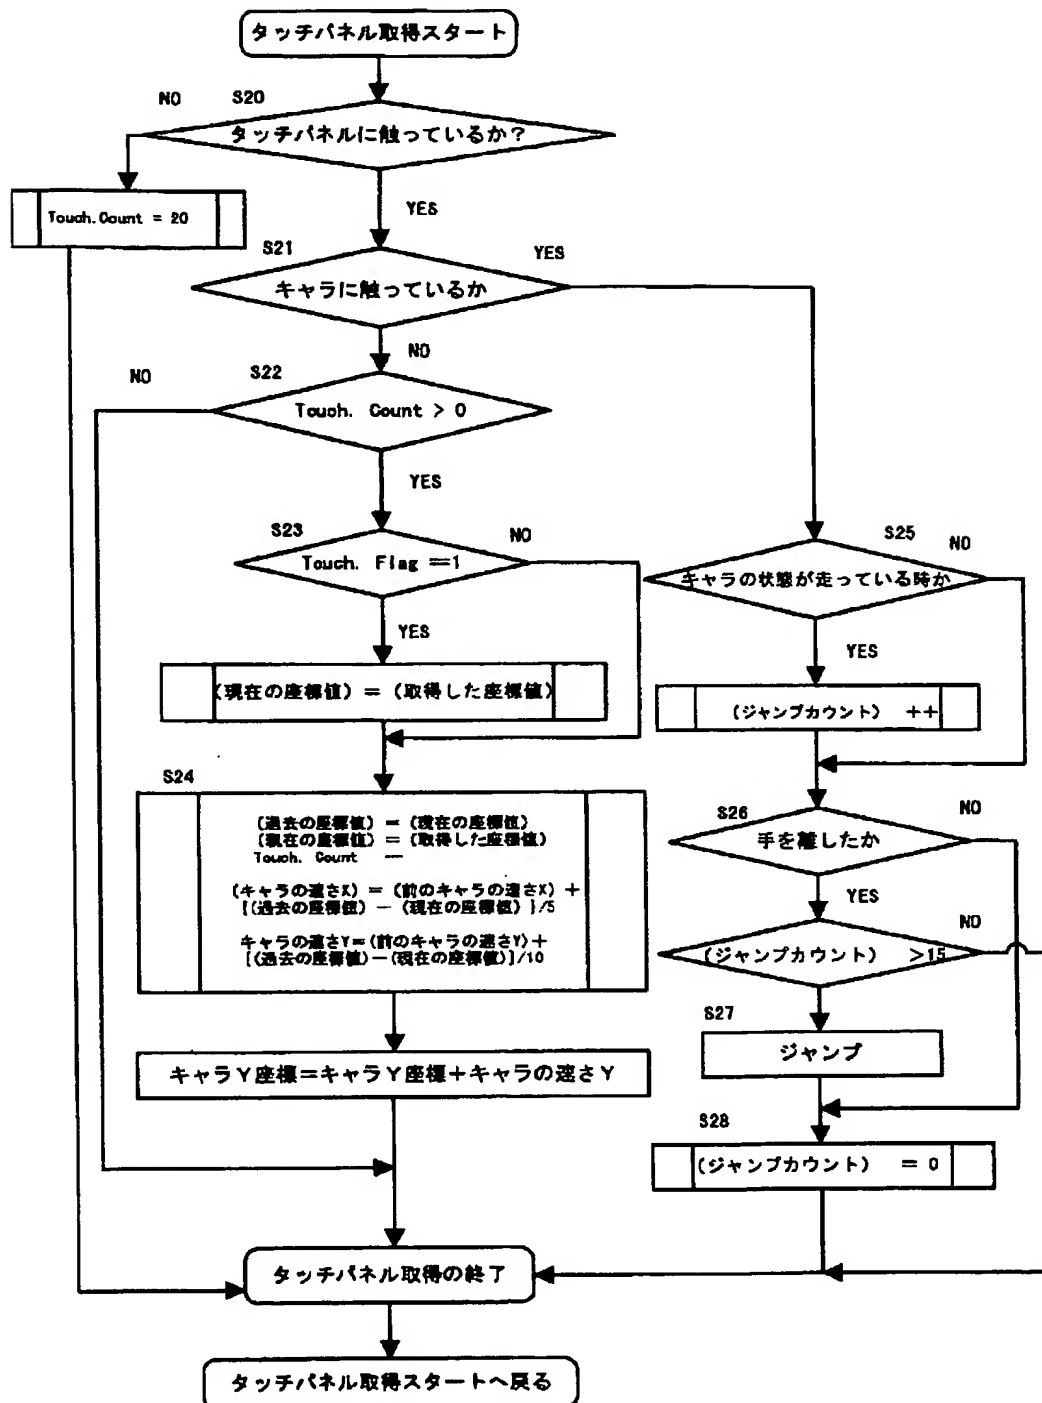 タッチパネル取得スタート
NO
S20
タッチパネルに触っているか?
Touch.Count = 20
YES
S21
YES
キャラに触っているか
NO
S22
NO
Touch. Count > 0
YES
S23
NO
Touch. Flag ==1
S25
NO
キャラの状態が走っている時か
YES
YES
(現在の座標値) = (取得した座標値)
(ジャンプカウント) ++
S24
(過去の座標値) = (現在の座標値)
(現在の座標値) = (取得した座標値)
Touch. Count —
(キャラの速さX) = (前のキャラの速さX) +
[(過去の座標値) — (現在の座標値) ]/5
キャラの速さY=(前のキャラの速さY)+
[(過去の座標値)—(現在の座標値)]/10
S26
NO
手を離したか
YES
NO
(ジャンプカウント) >15
S27
ジャンプ
キャラY座標=キャラY座標+キャラの速さY
S28
(ジャンプカウント) = 0
タッチパネル取得の終了
タッチパネル取得スタートへ戻る